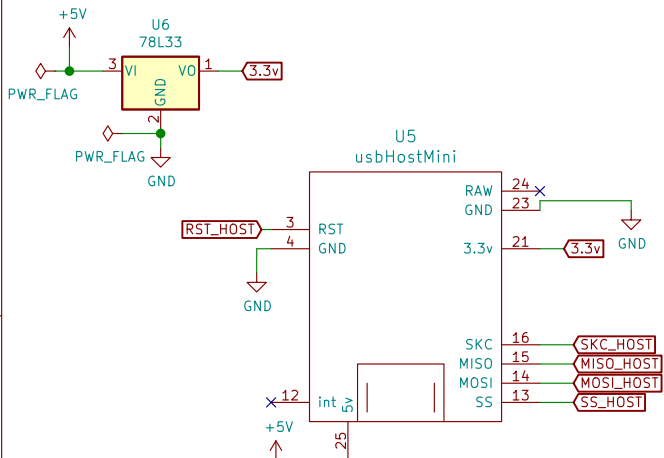 +5V
U6
78L33
3
VI
VO
1
3.3v
GND
2
PWR_FLAG
PWR_FLAG
GND
U5
usbHostMini
RAW
24
GND
23
RST_HOST
3
RST
4
GND
3.3v
21
3.3v
GND
GND
SKC
16
SKC_HOST
MISO
15
MISO_HOST
MOSI
14
MOSI_HOST
12
int
5v
SS
13
SS_HOST
+5V
25